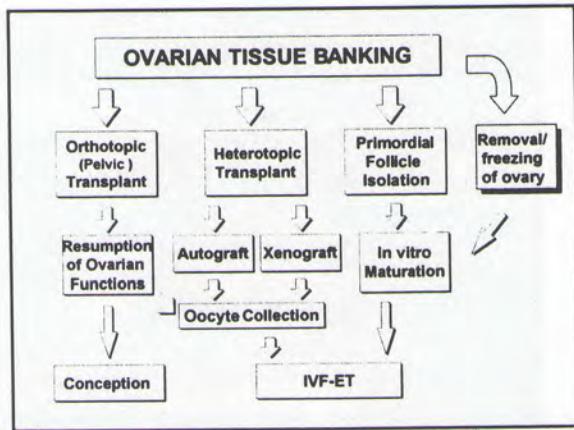 OVARIAN TISSUE BANKING
Orthotopic
(Pelvic)
Transplant
Heterotopic
Transplant
Primordial
Follicle
Isolation
Removal/
freezing
of ovary
Resumption
of Ovarian
Functions
Autograft
Xenograft
In vitro
Maturation
Oocyte Collection
Conception
IVF-ET